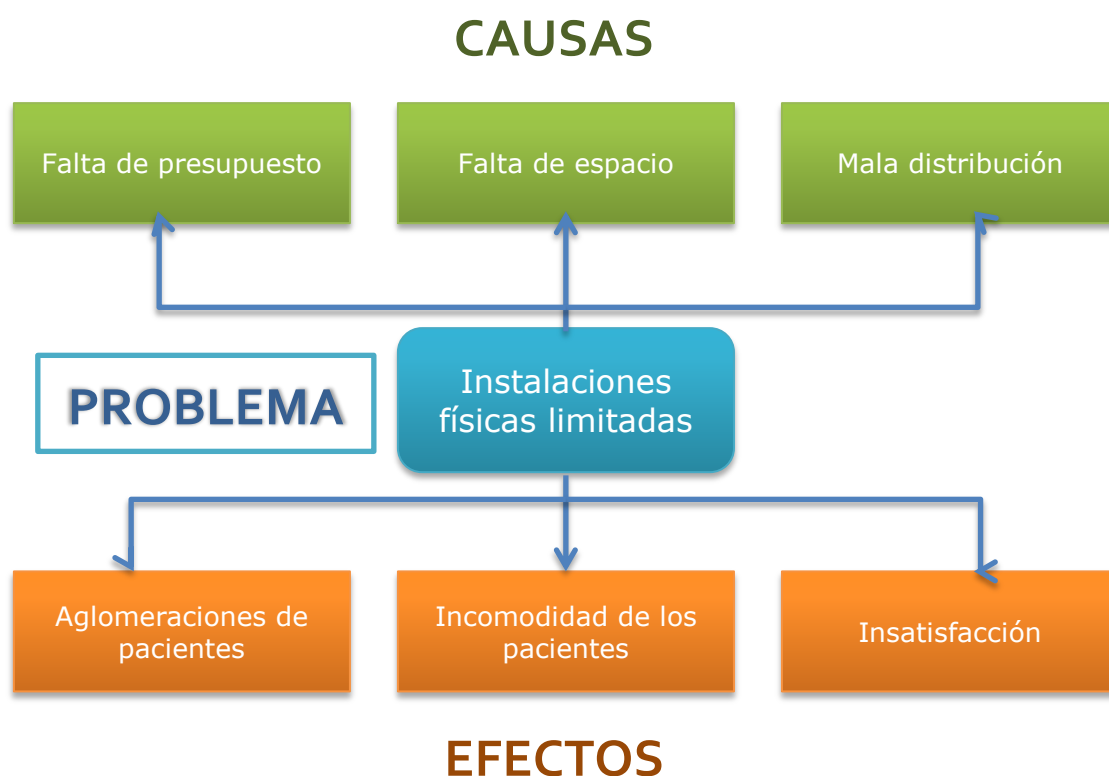 CAUSAS
Falta de presupuesto
Falta de espacio
Mala distribución
PROBLEMA
Instalaciones
físicas limitadas
Aglomeraciones de
pacientes
Incomodidad de los
pacientes
Insatisfacción
EFECTOS